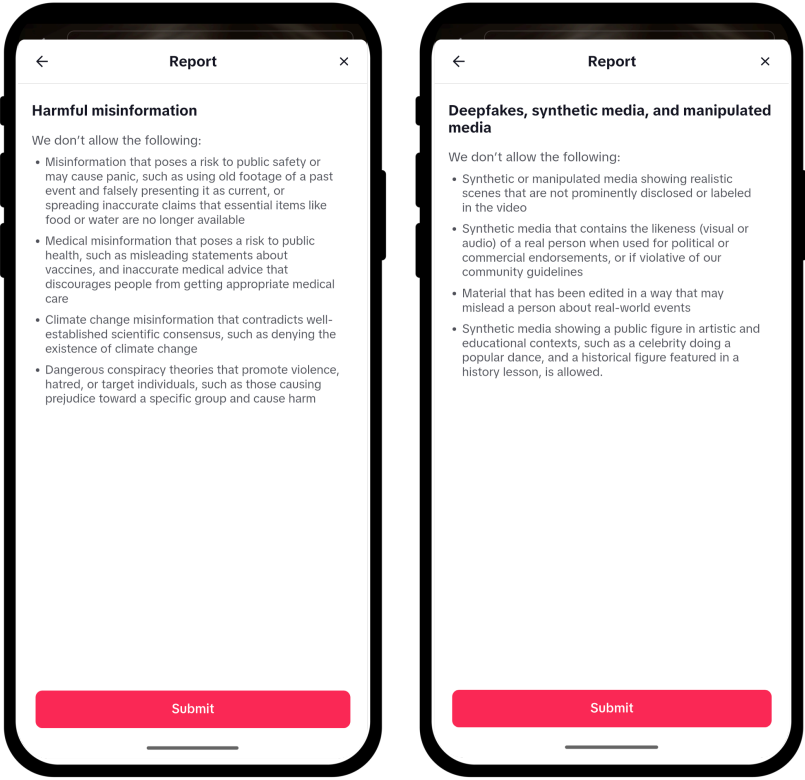 Report
Harmful misinformation
We don’t allow the following:
• Misinformation that poses a risk to public safety or
may cause panic, such as using old footage of a past
event and falsely presenting it as current, or
spreading inaccurate claims that essential items like
food or water are no longer available
• Medical misinformation that poses a risk to public
health, such as misleading statements about
vaccines, and inaccurate medical advice that
discourages people from getting appropriate medical
care
• Climate change misinformation that contradicts well-
established scientific consensus, such as denying the
existence of climate change
• Dangerous conspiracy theories that promote violence,
hatred, or target individuals, such as those causing
prejudice toward a specific group and cause harm
Submit
Report
Deepfakes, synthetic media, and manipulated
media
We don’t allow the following:
• Synthetic or manipulated media showing realistic
scenes that are not prominently disclosed or labeled
in the video
• Synthetic media that contains the likeness (visual or
audio) of a real person when used for political or
commercial endorsements, or if violative of our
community guidelines
• Material that has been edited in a way that may
mislead a person about real-world events
• Synthetic media showing a public figure in artistic and
educational contexts, such as a celebrity doing a
popular dance, and a historical figure featured in a
history lesson, is allowed.
Submit